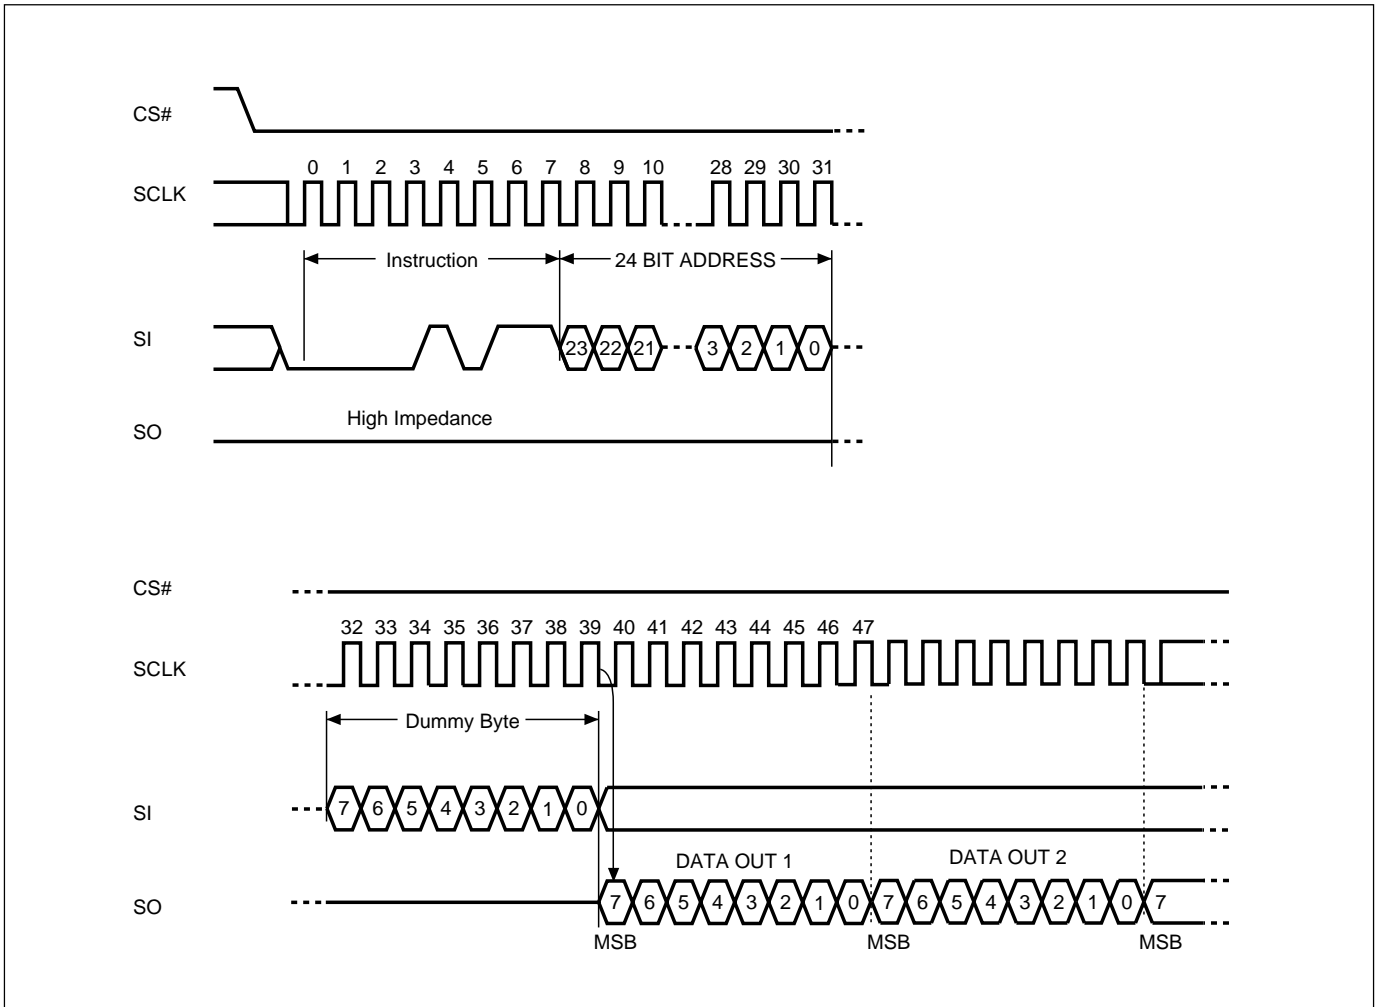 CS#
0 1 2 3 4 5 6 7 8 9 10 28 29 30 31
SCLK
Instruction 24 BIT ADDRESS
SI
23 22 21 3 2 1 0
High Impedance
SO
CS#
32 33 34 35 36 37 38 39 40 41 42 43 44 45 46 47
SCLK
Dummy Byte
SI
7 6 5 4 3 2 1 0
DATA OUT 1 DATA OUT 2
SO
7 6 5 4 3 2 1 0 7 6 5 4 3 2 1 0 7
MSB MSB MSB